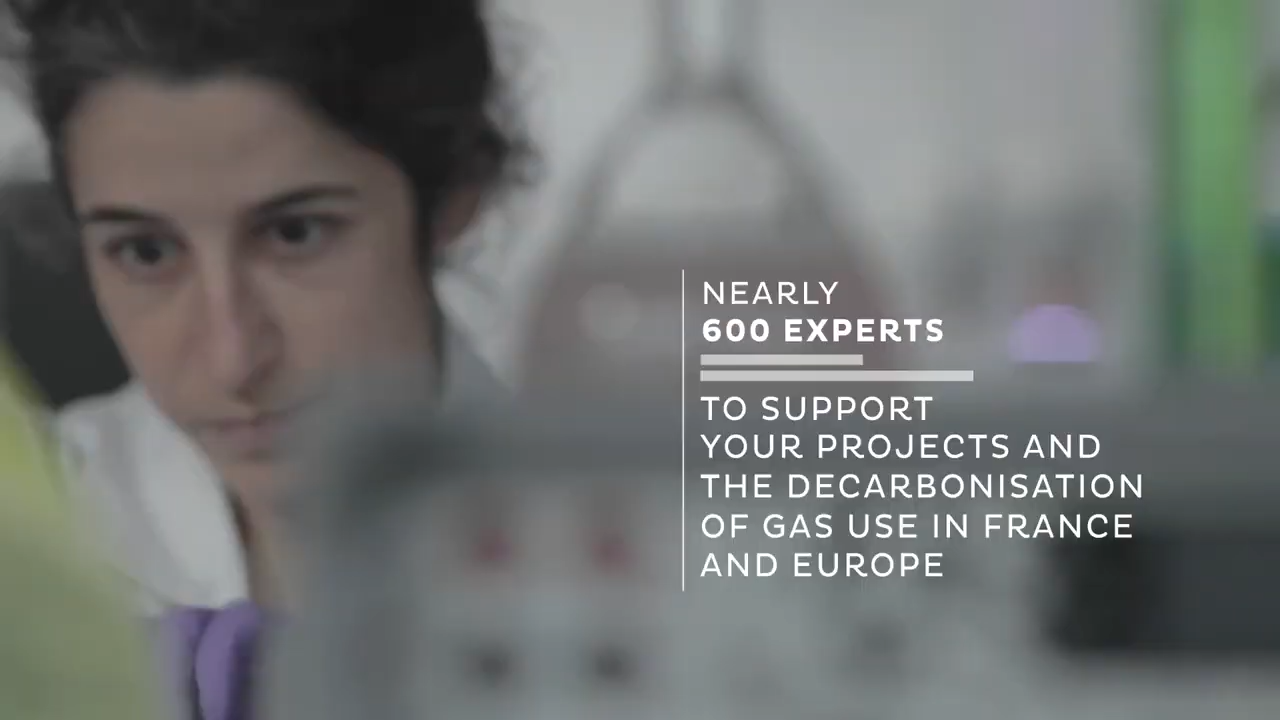 NEARLY
600 EXPERTS
TO SUPPORT
YOUR PROJECTS AND
THE DECARBONISATION
OF GAS USE IN FRANCE
AND EUROPE